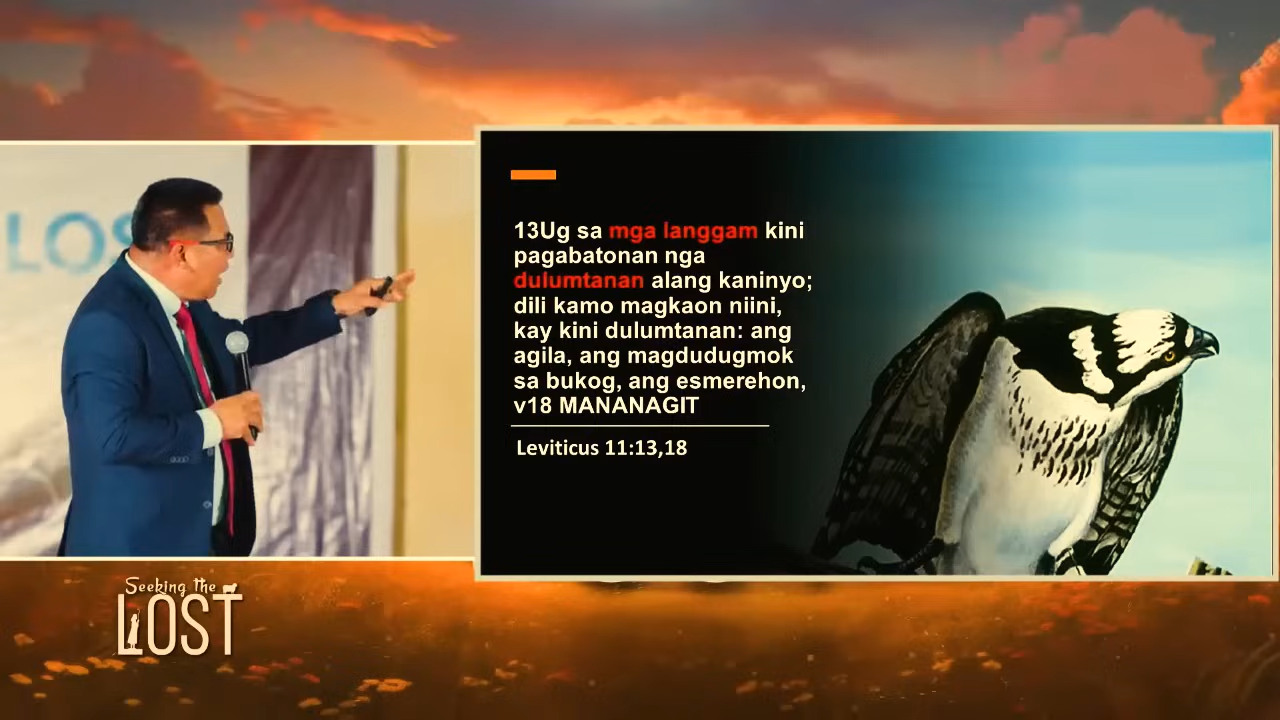 LOS
13Ug sa mga langgam kini
pagabatonan nga
dulumtanan alang kaninyo;
dili kamo magkaon niini,
kay kini dulumtanan: ang
agila, ang magdudugmok
sa bukog, ang esmerehon,
v18 MANANAGIT
Leviticus 11:13,18
Seeking the
LOST